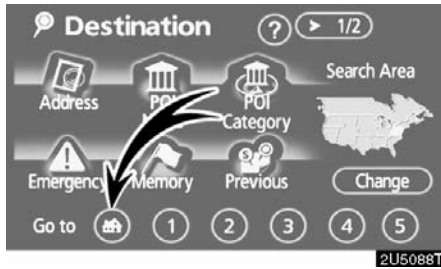 Destination ? 1/2
Search Area
Address POI POI
Category
Emergency Memory Previous Change
Go to 1 2 3 4 5
2U5088T